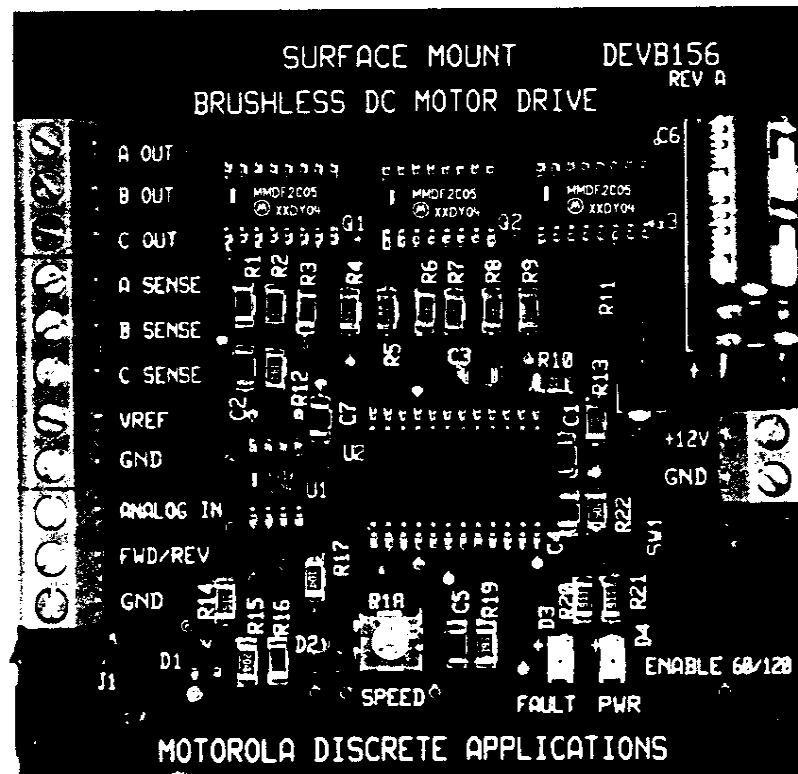 SURFACE MOUNT DEVB156
REV A
BRUSHLESS DC MOTOR DRIVE
C6
A OUT
B OUT
C OUT
A SENSE
B SENSE
C SENSE
VREF
GND
ANALOG IN
FWD/REV
GND
MMDF2C05
XXDY04
Q1
MMDF2C05
XXDY04
Q2
MMDF2C05
XXDY04
R1
R2
R3
R4
R5
R6
R7
R8
R9
R11
C2
R12
C7
C3
R10
C1
R13
+12V
GND
U2
U1
C4
R22
SW1
R14
R15
R16
R17
D1
D2
R18
C5
R19
D3
R20
R21
D4
J1
SPEED
FAULT
PWR
ENABLE 60/120
MOTOROLA DISCRETE APPLICATIONS